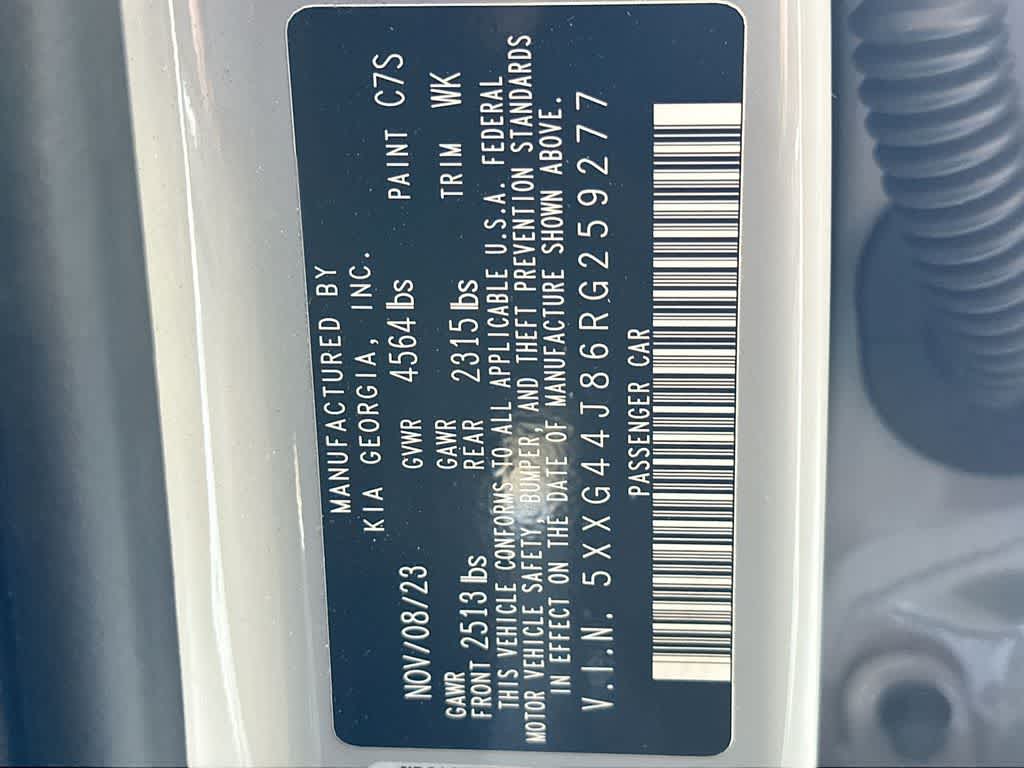 MANUFACTURED BY
KIA GEORGIA, INC.
NOV/08/23 GVWR 4564 lbs PAINT C7S
GAWR GAWR TRIM WK
FRONT 2513 lbs REAR 2315 lbs
THIS VEHICLE CONFORMS TO ALL APPLICABLE U.S.A. FEDERAL
MOTOR VEHICLE SAFETY, BUMPER, AND THEFT PREVENTION STANDARDS
IN EFFECT ON THE DATE OF MANUFACTURE SHOWN ABOVE.
V.I.N. 5XXG44J86RG259277
PASSENGER CAR